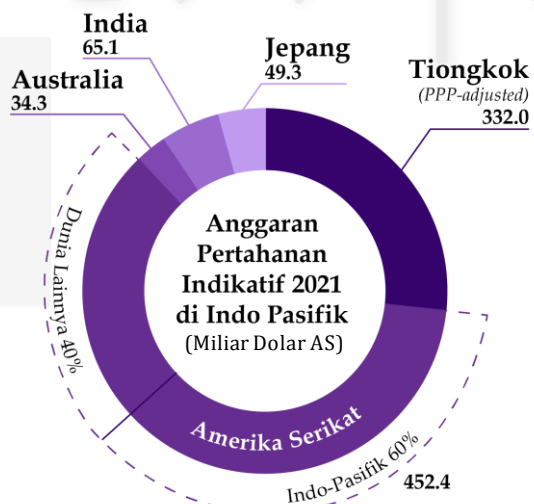 India
65.1
Jepang
49.3
Australia
34.3
Tiongkok
(PPP-adjusted)
332.0
Anggaran
Pertahanan
Indikatif 2021
di Indo Pasifik
(Miliar Dolar AS)
Dunia Lainnya 40%
Amerika Serikat
Indo-Pasifik 60%
452.4